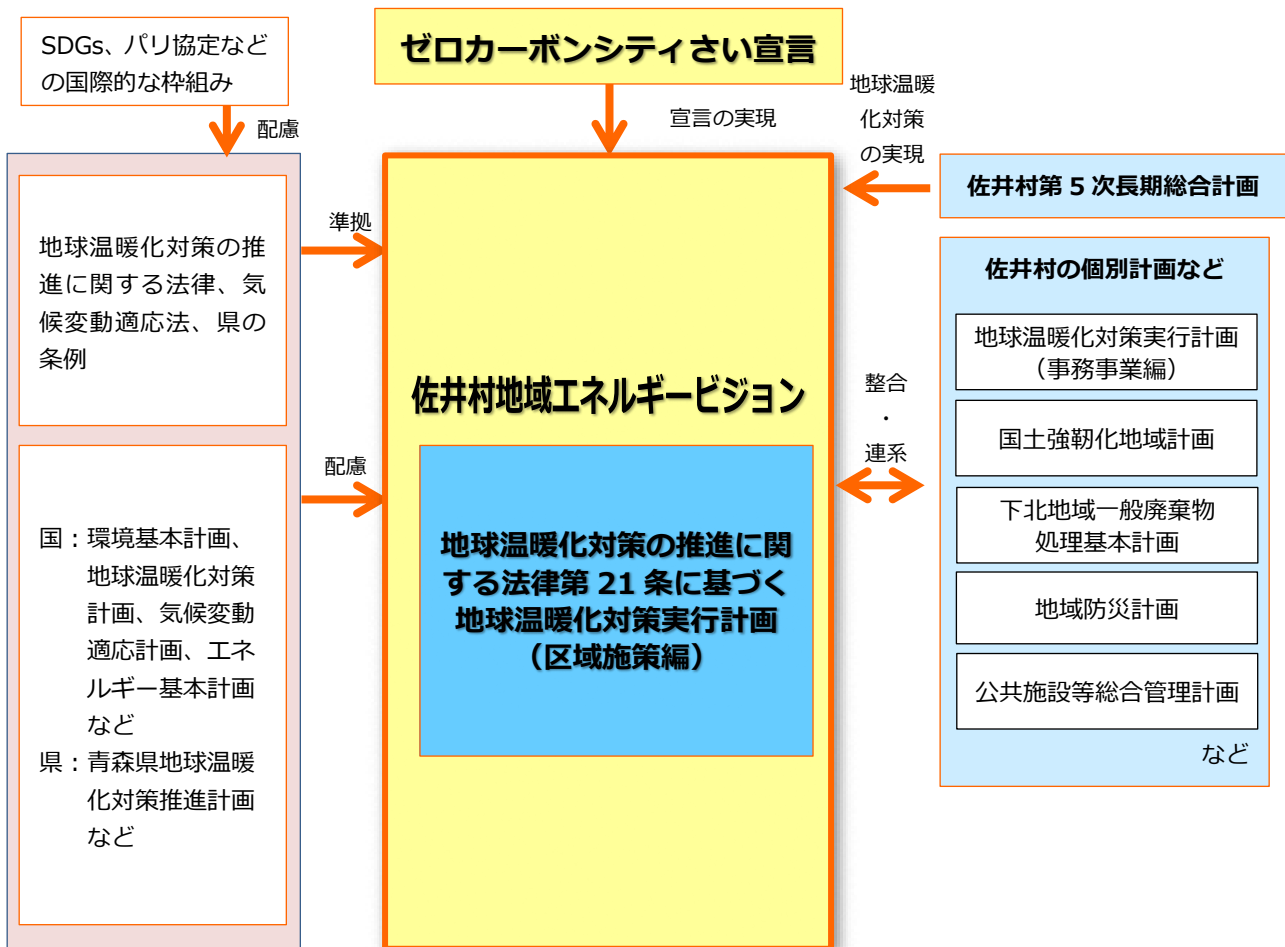 SDGs、パリ協定など
の国際的な枠組み
配慮
ゼロカーボンシティさい宣言
宣言の実現
地球温暖
化対策
の実現
佐井村第 5 次長期総合計画
地球温暖化対策の推
進に関する法律、気
候変動適応法、県の
条例
準拠
国：環境基本計画、
地球温暖化対策
計画、気候変動
適応計画、エネ
ルギー基本計画
など
県：青森県地球温暖
化対策推進計画
など
配慮
佐井村地域エネルギービジョン
地球温暖化対策の推進に関
する法律第 21 条に基づく
地球温暖化対策実行計画
（区域施策編）
整合
・
連系
佐井村の個別計画など
地球温暖化対策実行計画
（事務事業編）
国土強靭化地域計画
下北地域一般廃棄物
処理基本計画
地域防災計画
公共施設等総合管理計画
など